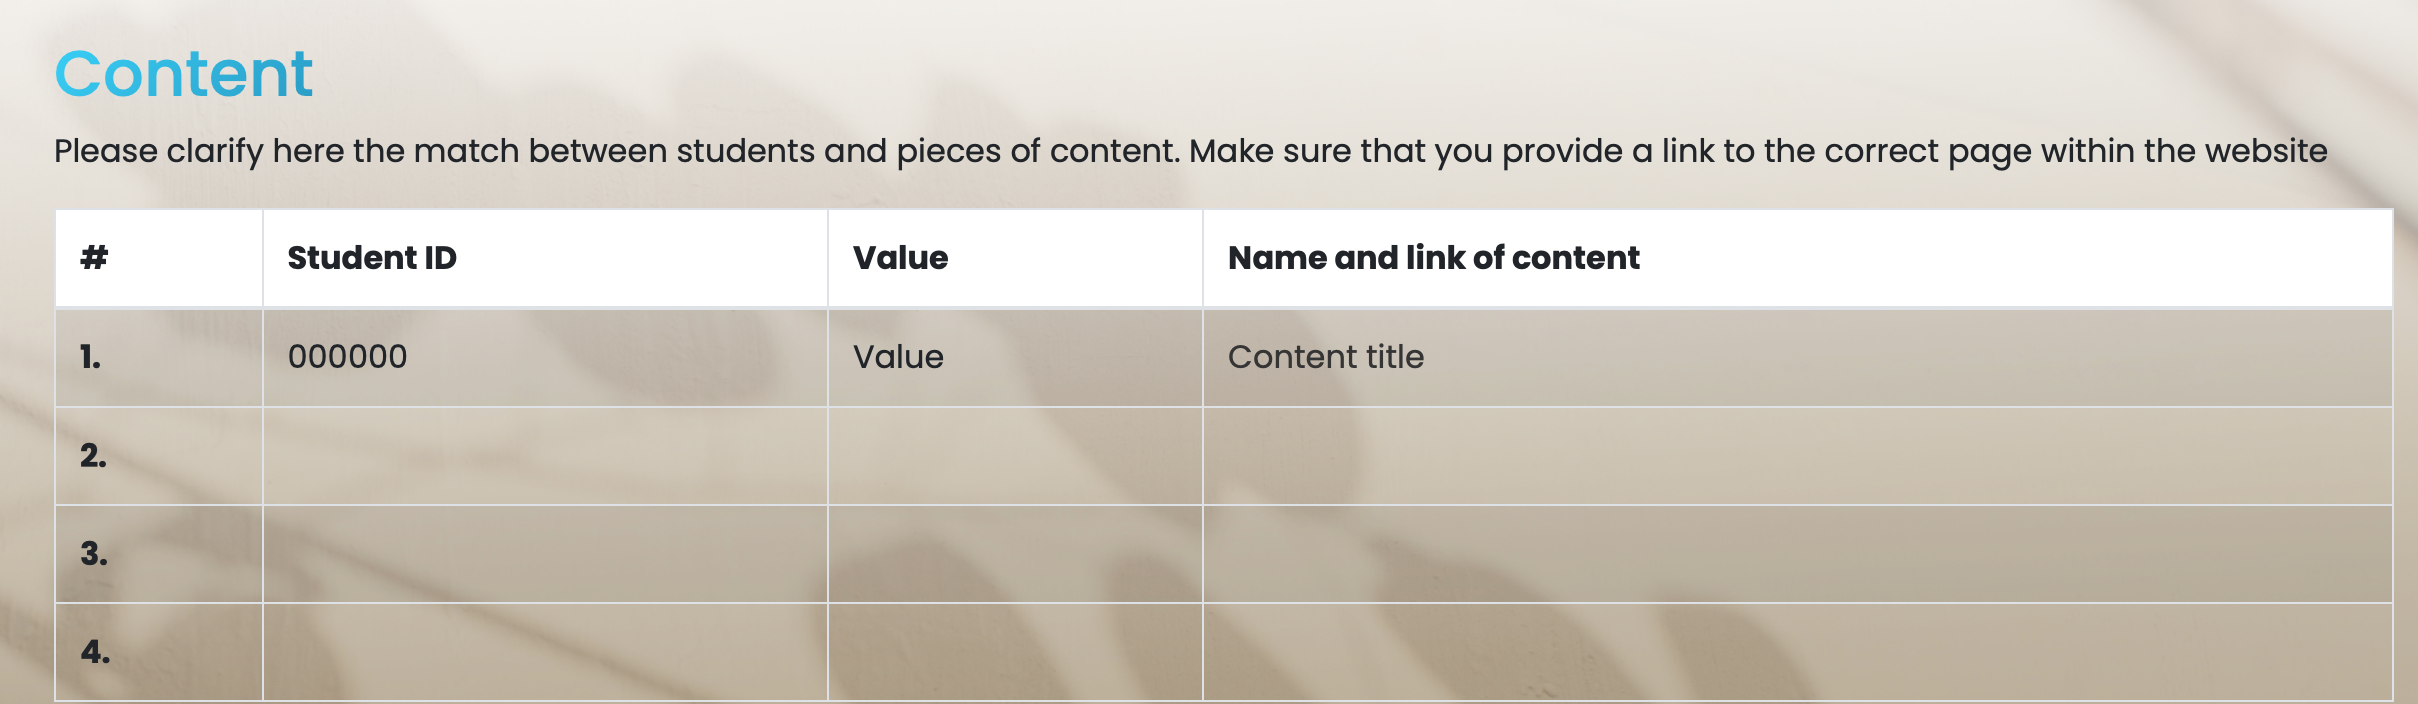 Content
Please clarify here the match between students and pieces of content. Make sure that you provide a link to the correct page within the website
# Student ID Value Name and link of content
1. 000000 Value Content title
2.
3.
4.